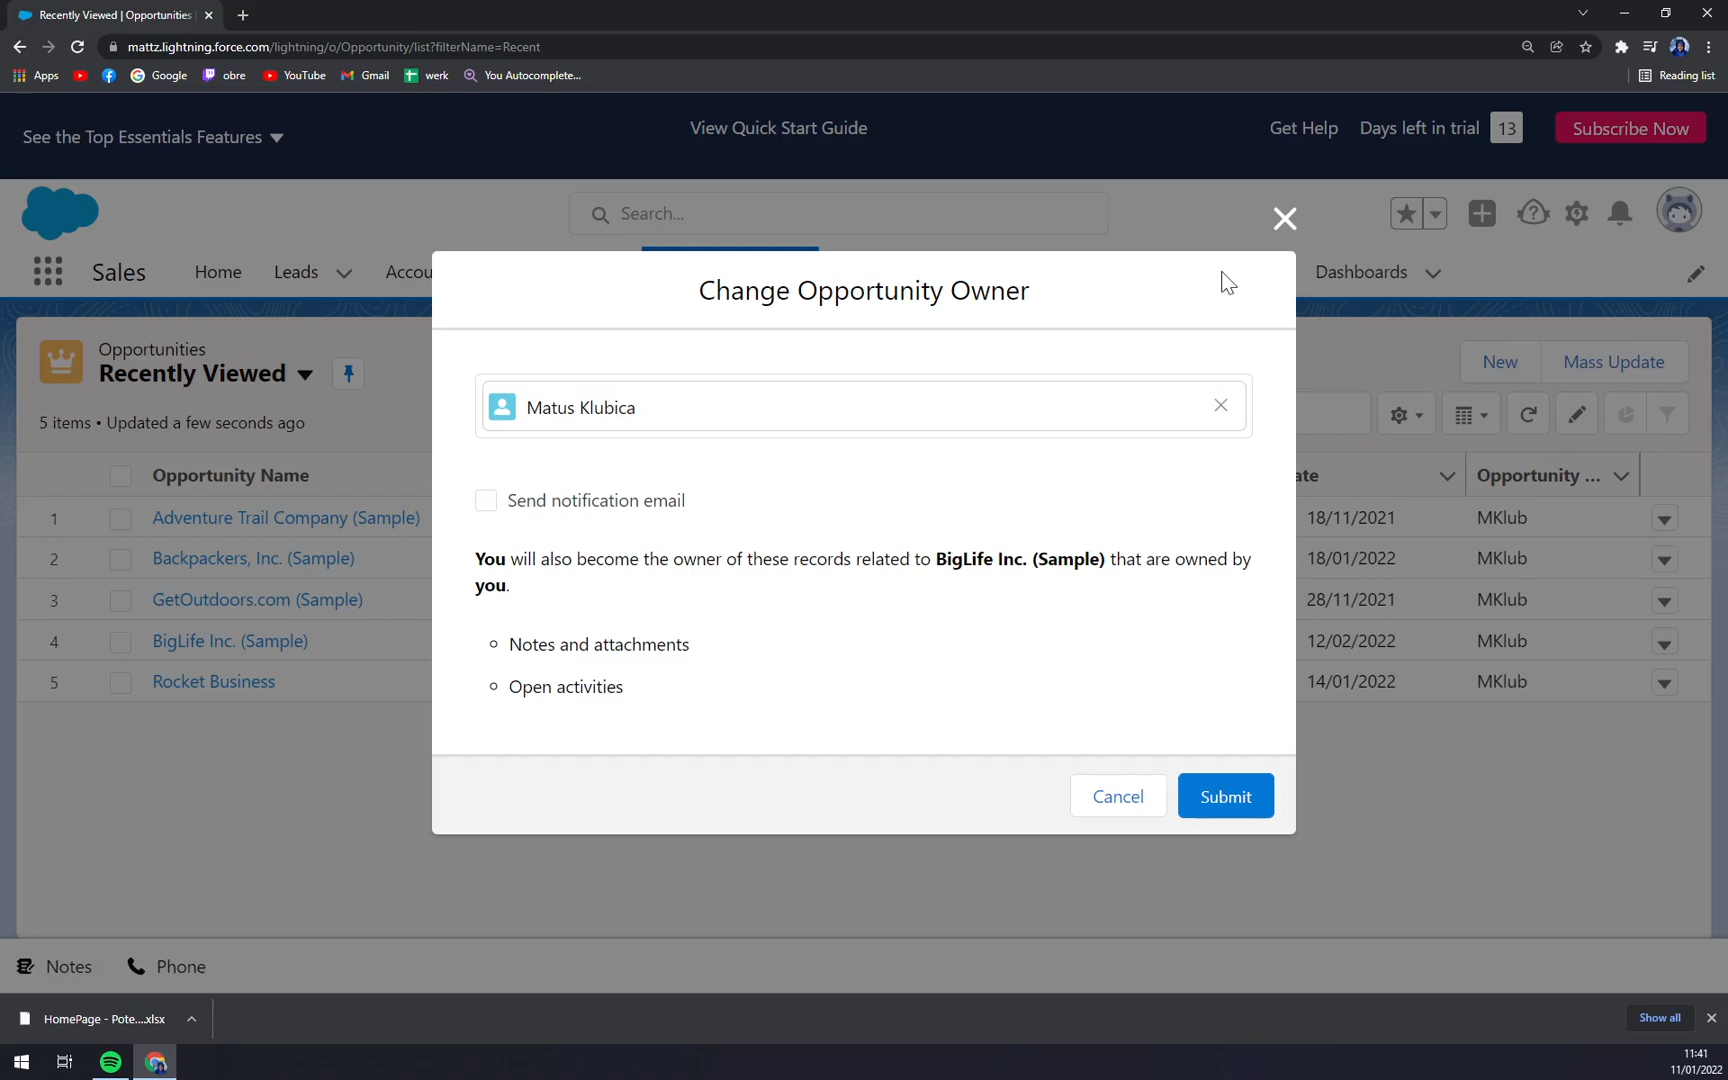 Recently Viewed | Opportunities
mattz.lightning.force.com/lightning/o/Opportunity/list?filterName=Recent
Apps Google obre YouTube Gmail werk You Autocomplete... Reading list
See the Top Essentials Features View Quick Start Guide Get Help Days left in trial 13 Subscribe Now
Search...
Sales Home Leads Accou Dashboards
Change Opportunity Owner
Opportunities
Recently Viewed New Mass Update
5 items • Updated a few seconds ago
Matus Klubica
Opportunity Name ate Opportunity ...
Send notification email
1 Adventure Trail Company (Sample) 18/11/2021 MKlub
2 Backpackers, Inc. (Sample) 18/01/2022 MKlub
3 GetOutdoors.com (Sample) 28/11/2021 MKlub
4 BigLife Inc. (Sample) 12/02/2022 MKlub
5 Rocket Business 14/01/2022 MKlub
You will also become the owner of these records related to BigLife Inc. (Sample) that are owned by
you.
Notes and attachments
Open activities
Cancel Submit
Notes Phone
HomePage - Pote....xlsx Show all
11:41
11/01/2022